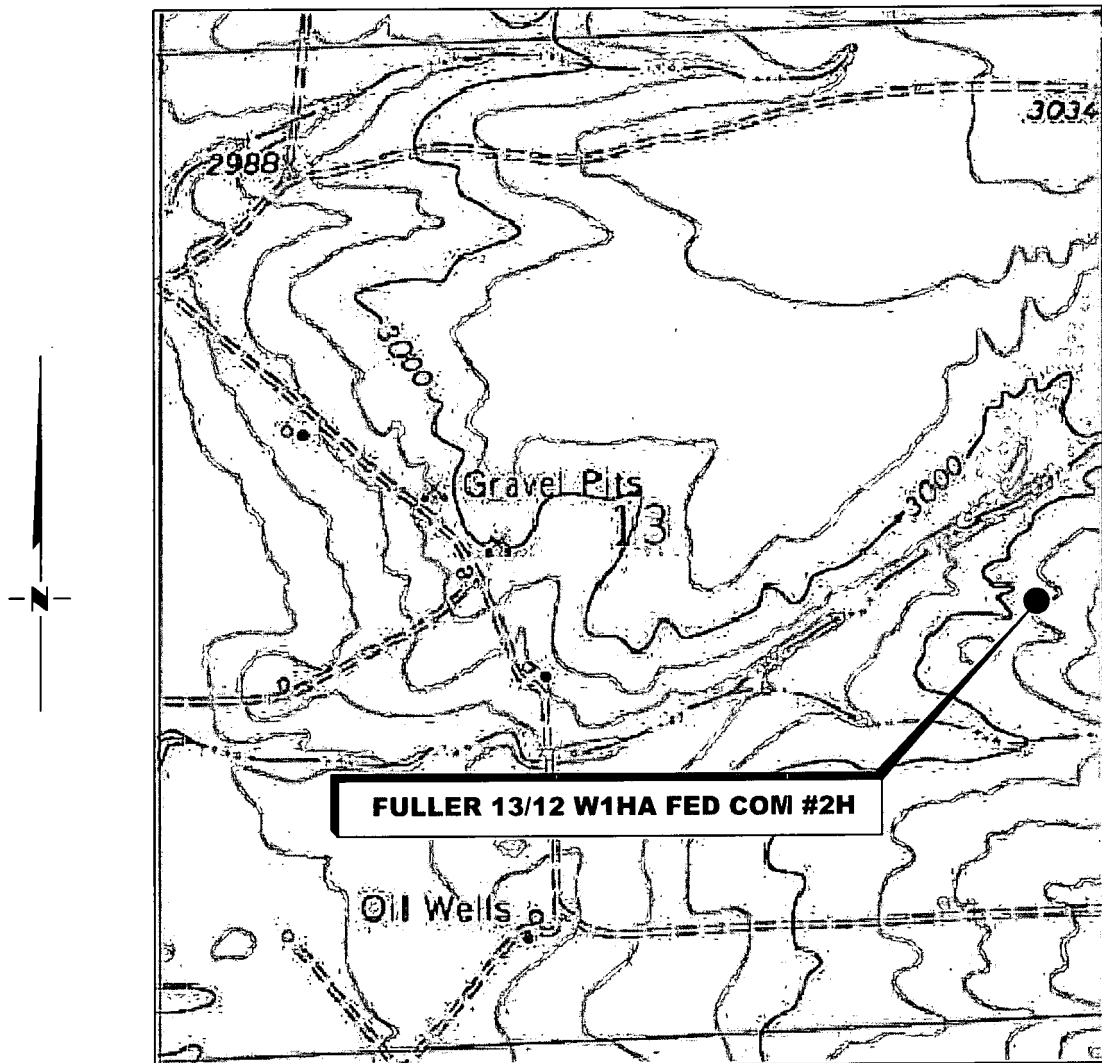 3034
2988
3000
Gravel Pits
13
3000
N
FULLER 13/12 W1HA FED COM #2H
Oil Wells